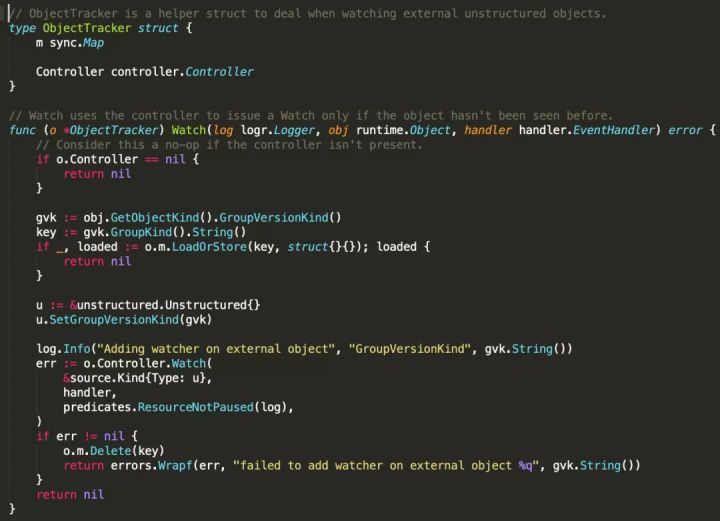 // ObjectTracker is a helper struct to deal when watching external unstructured objects.
type ObjectTracker struct {
    m sync.Map

    Controller controller.Controller
}

// Watch uses the controller to issue a Watch only if the object hasn't been seen before.
func (o *ObjectTracker) Watch(log logr.Logger, obj runtime.Object, handler handler.EventHandler) error {
    // Consider this a no-op if the controller isn't present.
    if o.Controller == nil {
        return nil
    }

    gvk := obj.GetObjectKind().GroupVersionKind()
    key := gvk.GroupKind().String()
    if _, loaded := o.m.LoadOrStore(key, struct{}{}); loaded {
        return nil
    }

    u := &unstructured.Unstructured{}
    u.SetGroupVersionKind(gvk)

    log.Info("Adding watcher on external object", "GroupVersionKind", gvk.String())
    err := o.Controller.Watch(
        &source.Kind{Type: u},
        handler,
        predicates.ResourceNotPaused(log),
    )
    if err != nil {
        o.m.Delete(key)
        return errors.Wrapf(err, "failed to add watcher on external object %q", gvk.String())
    }
    return nil
}